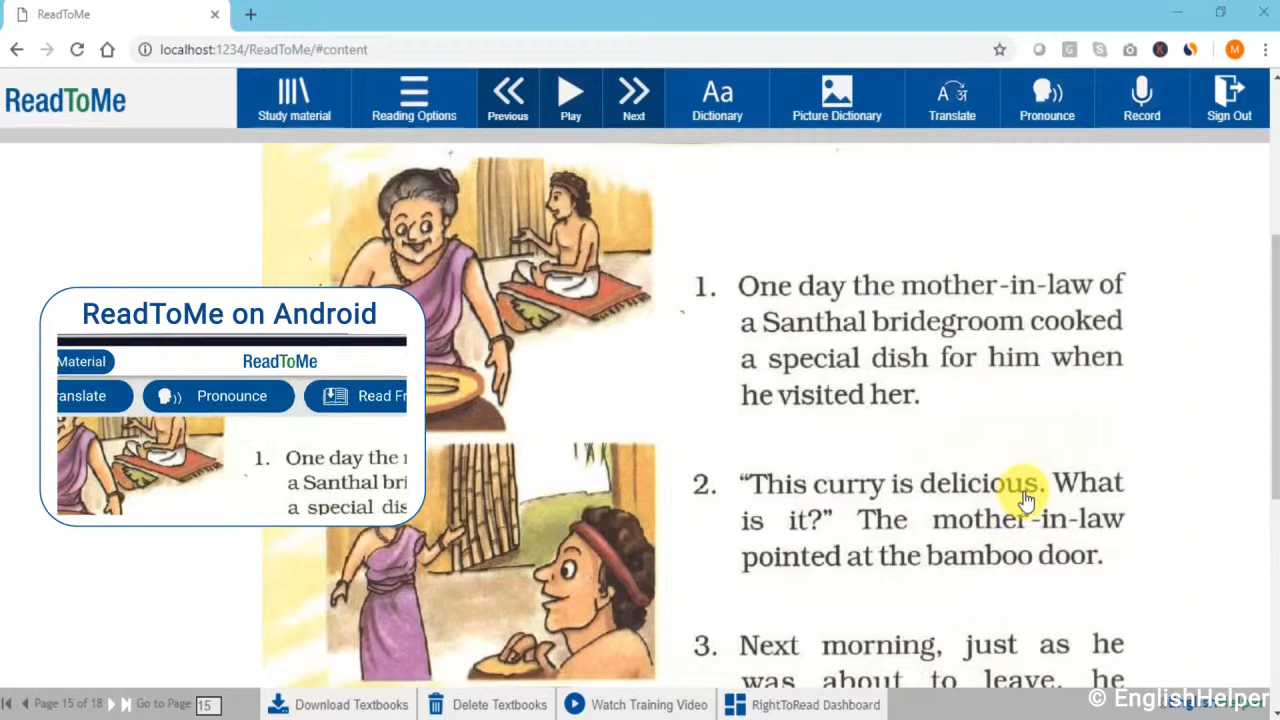 ReadToMe
localhost:1234/ReadToMe/#content
G
M
ReadToMe
Study material
Reading Options
Previous
Play
Next
Aa
Dictionary
Picture Dictionary
A अ
Translate
Pronounce
Record
Sign Out
1. One day the mother-in-law of
a Santhal bridegroom cooked
a special dish for him when
he visited her.
ReadToMe on Android
Material
ReadToMe
ranslate
Pronounce
Read Fr
1. One day the
a Santhal bri
a special dis
2. “This curry is delicious. What
is it?” The mother-in-law
pointed at the bamboo door.
3. Next morning, just as he
was about to leave, he
Page 15 of 18
Go to Page 15
Download Textbooks
Delete Textbooks
Watch Training Video
RightToRead Dashboard
© EnglishHelper